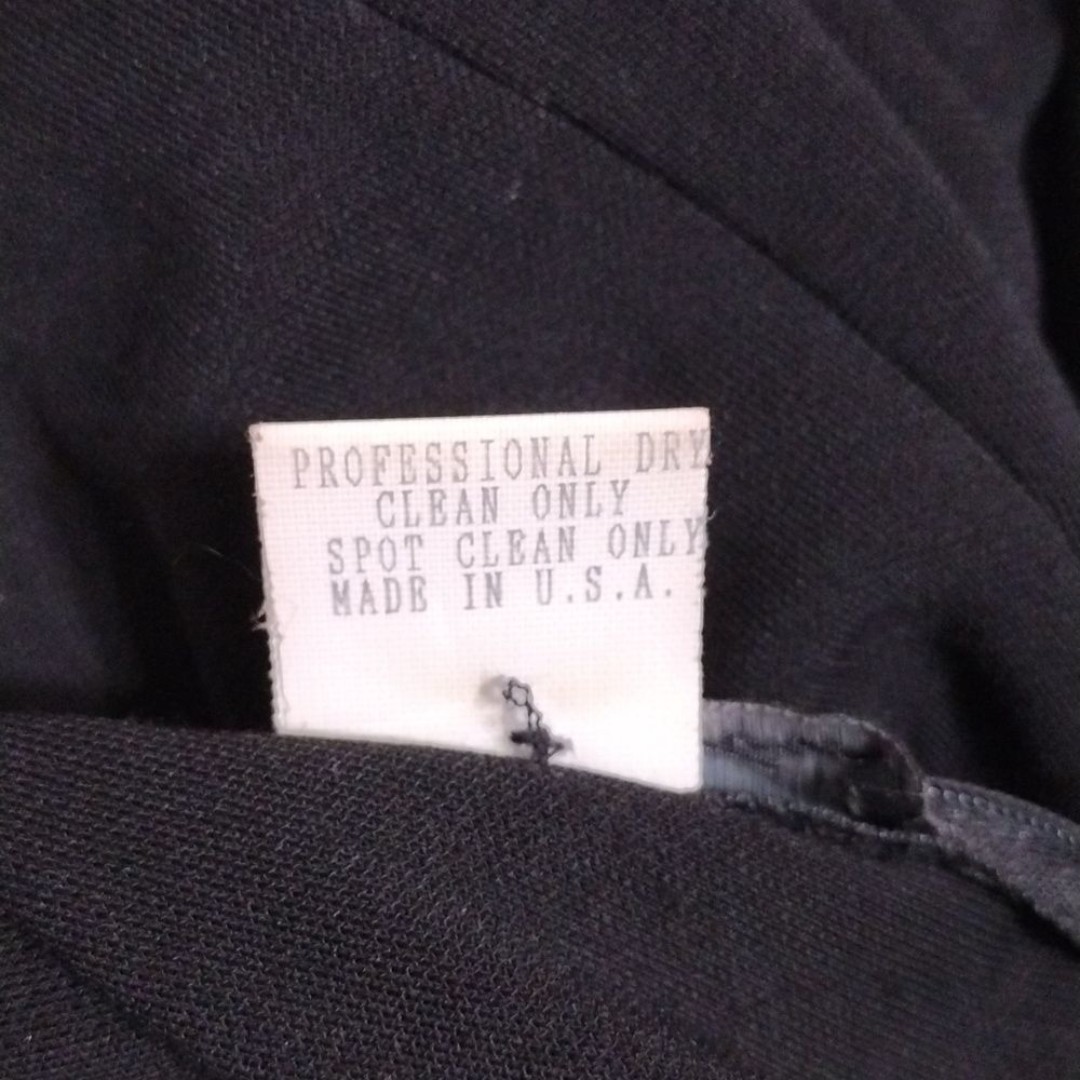 PROFESSIONAL DRY
CLEAN ONLY
SPOT CLEAN ONLY
MADE IN U.S.A.